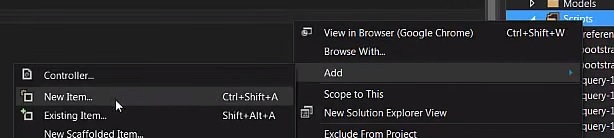 Models
Scripts
View in Browser (Google Chrome) Ctrl+Shift+W
Browse With...
Add
Scope to This
New Solution Explorer View
Exclude From Project
Controller...
New Item... Ctrl+Shift+A
Existing Item... Shift+Alt+A
New Scaffolded Item...